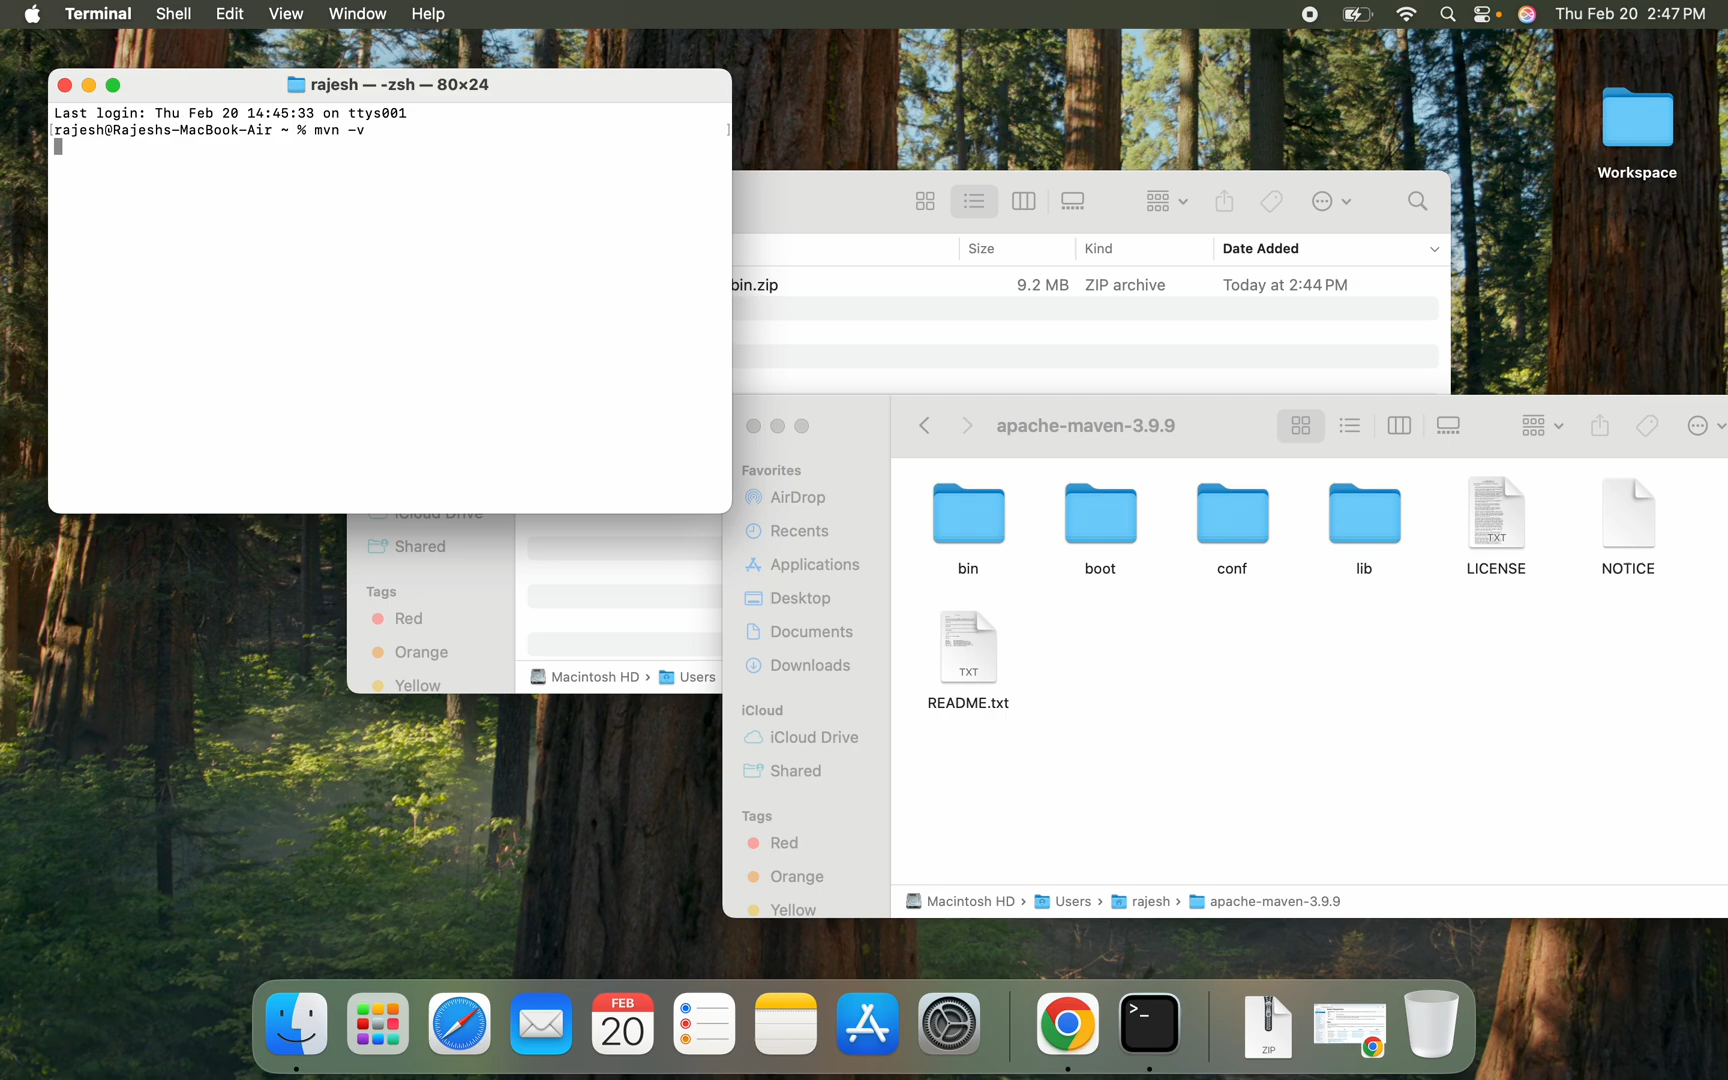 Terminal Shell Edit View Window Help Thu Feb 20 2:47 PM
rajesh — -zsh — 80×24
Last login: Thu Feb 20 14:45:33 on ttys001
[rajesh@Rajeshs-MacBook-Air ~ % mvn -v ]
Workspace
Size Kind Date Added
bin.zip 9.2 MB ZIP archive Today at 2:44 PM
iCloud Drive
Shared
Tags
Red
Orange
Yellow
Macintosh HD › Users
apache-maven-3.9.9
Favorites
AirDrop
Recents
Applications
Desktop
Documents
Downloads
iCloud
iCloud Drive
Shared
Tags
Red
Orange
Yellow
bin boot conf lib LICENSE NOTICE
TXT
TXT
README.txt
Macintosh HD › Users › rajesh › apache-maven-3.9.9
FEB
20
>_
ZIP